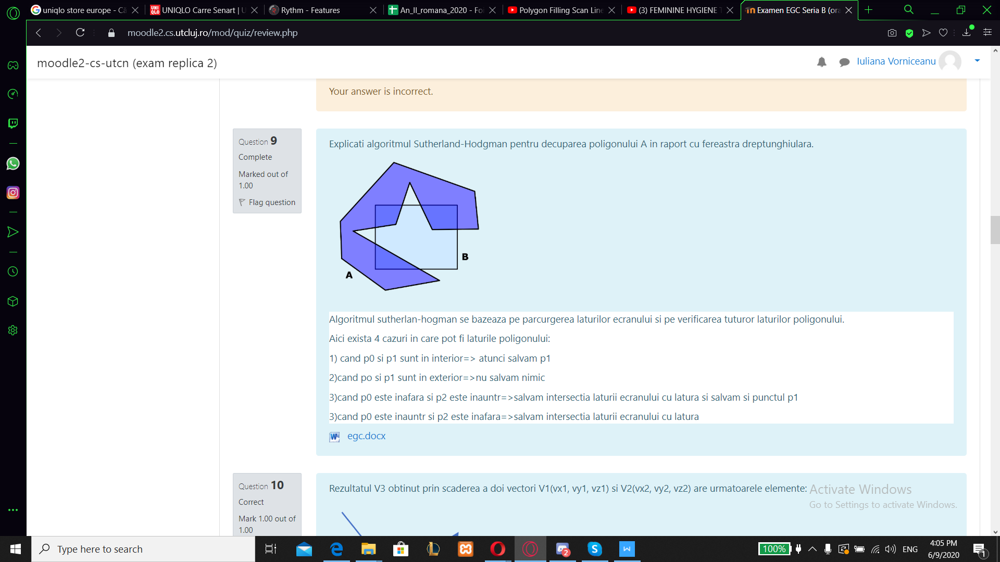 uniqlo store europe - Că
UNIQLO Carre Senart | U
Rythm - Features
An_II_romana_2020 - Foi
Polygon Filling Scan Line
(3) FEMININE HYGIENE T
Examen EGC Seria B (ora
moodle2.cs.utcluj.ro/mod/quiz/review.php
moodle2-cs-utcn (exam replica 2)
Iuliana Vorniceanu
Your answer is incorrect.
Question 9
Complete
Marked out of
1.00
Flag question
Explicati algoritmul Sutherland-Hodgman pentru decuparea poligonului A in raport cu fereastra dreptunghiulara.
B
A
Algoritmul sutherlan-hogman se bazeaza pe parcurgerea laturilor ecranului si pe verificarea tuturor laturilor poligonului.
Aici exista 4 cazuri in care pot fi laturile poligonului:
1) cand p0 si p1 sunt in interior=> atunci salvam p1
2)cand po si p1 sunt in exterior=>nu salvam nimic
3)cand p0 este inafara si p2 este inauntr=>salvam intersectia laturii ecranului cu latura si salvam si punctul p1
3)cand p0 este inauntr si p2 este inafara=>salvam intersectia laturii ecranului cu latura
egc.docx
Question 10
Correct
Mark 1.00 out of
1.00
Rezultatul V3 obtinut prin scaderea a doi vectori V1(vx1, vy1, vz1) si V2(vx2, vy2, vz2) are urmatoarele elemente:
Activate Windows
Go to Settings to activate Windows.
Type here to search
2
100%
ENG
4:05 PM
6/9/2020
1